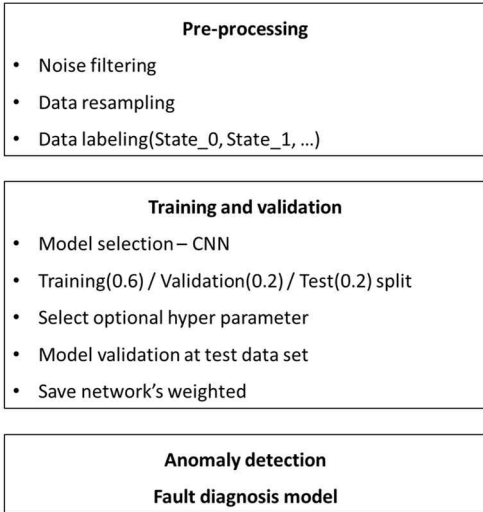 Pre-processing
• Noise filtering
• Data resampling
• Data labeling(State_0, State_1, ...)
Training and validation
• Model selection – CNN
• Training(0.6) / Validation(0.2) / Test(0.2) split
• Select optional hyper parameter
• Model validation at test data set
• Save network's weighted
Anomaly detection
Fault diagnosis model